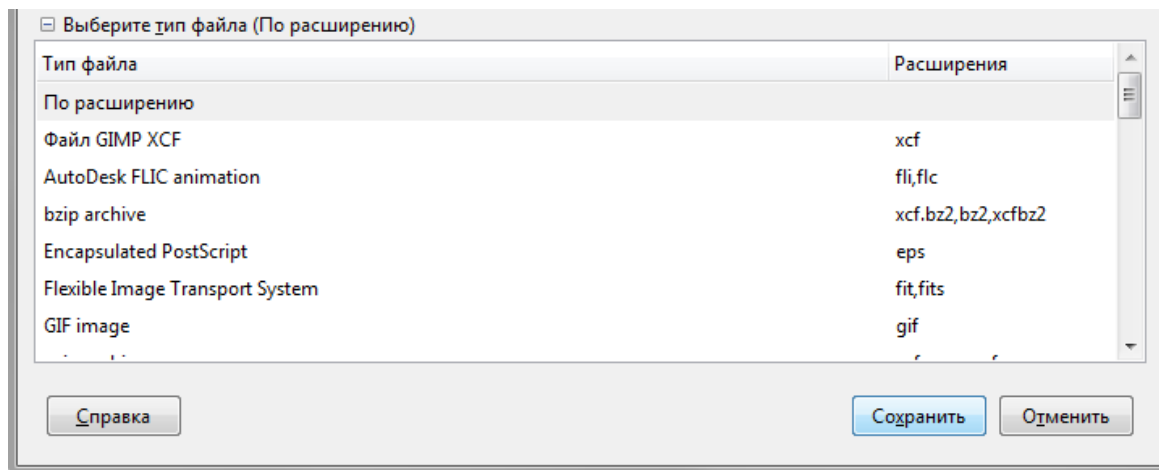 Выберите тип файла (По расширению)
Тип файла Расширения
По расширению
Файл GIMP XCF xcf
AutoDesk FLIC animation fli,flc
bzip archive xcf.bz2,bz2,xcfbz2
Encapsulated PostScript eps
Flexible Image Transport System fit,fits
GIF image gif
Справка Сохранить Отменить